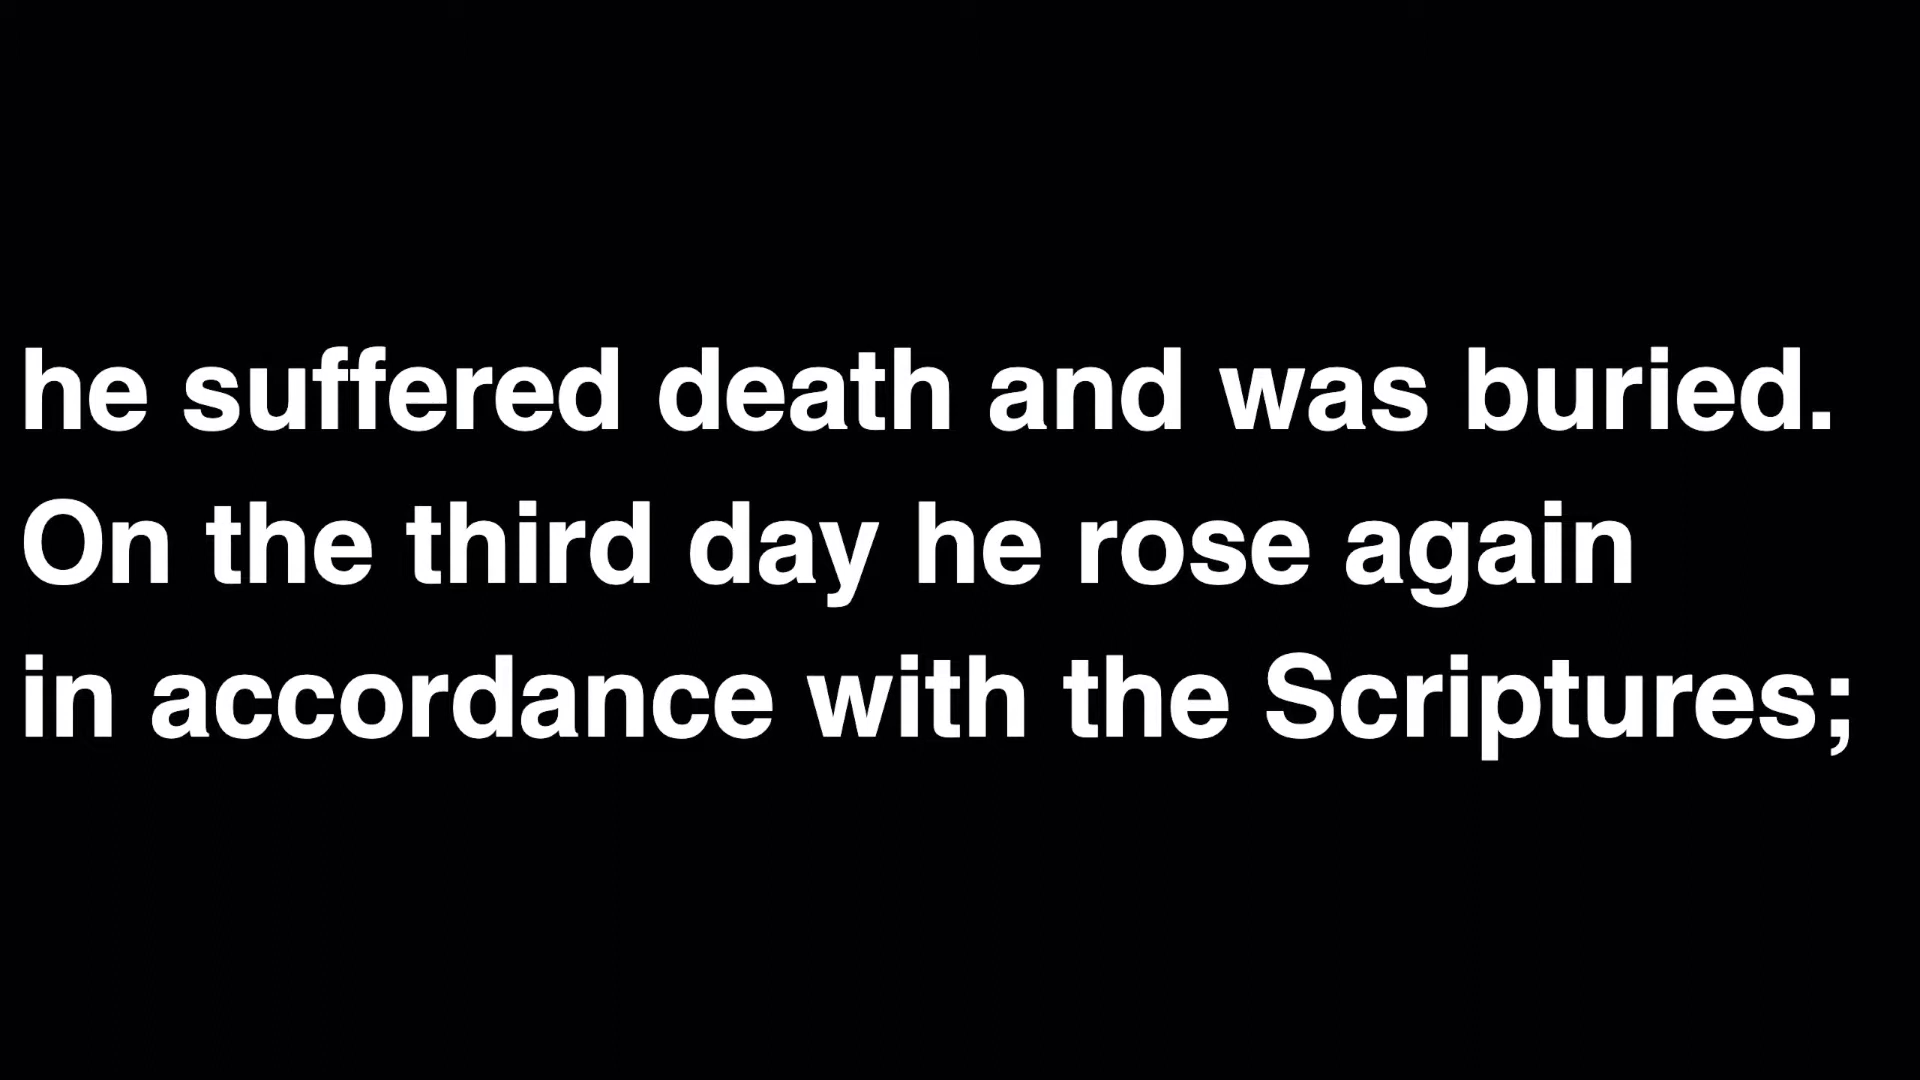 he suffered death and was buried.
On the third day he rose again
in accordance with the Scriptures;